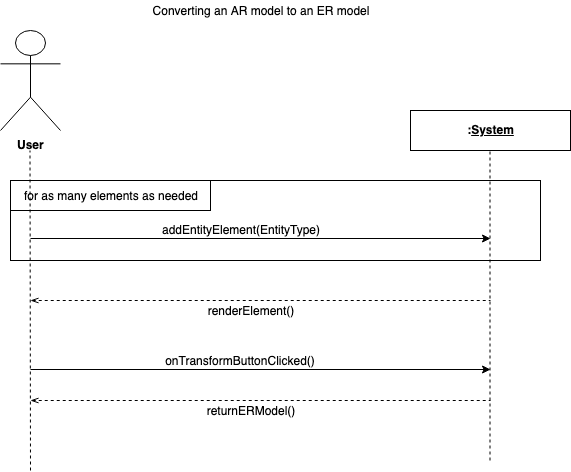 Converting an AR model to an ER model
User
:System
for as many elements as needed
addEntityElement(EntityType)
renderElement()
onTransformButtonClicked()
returnERModel()